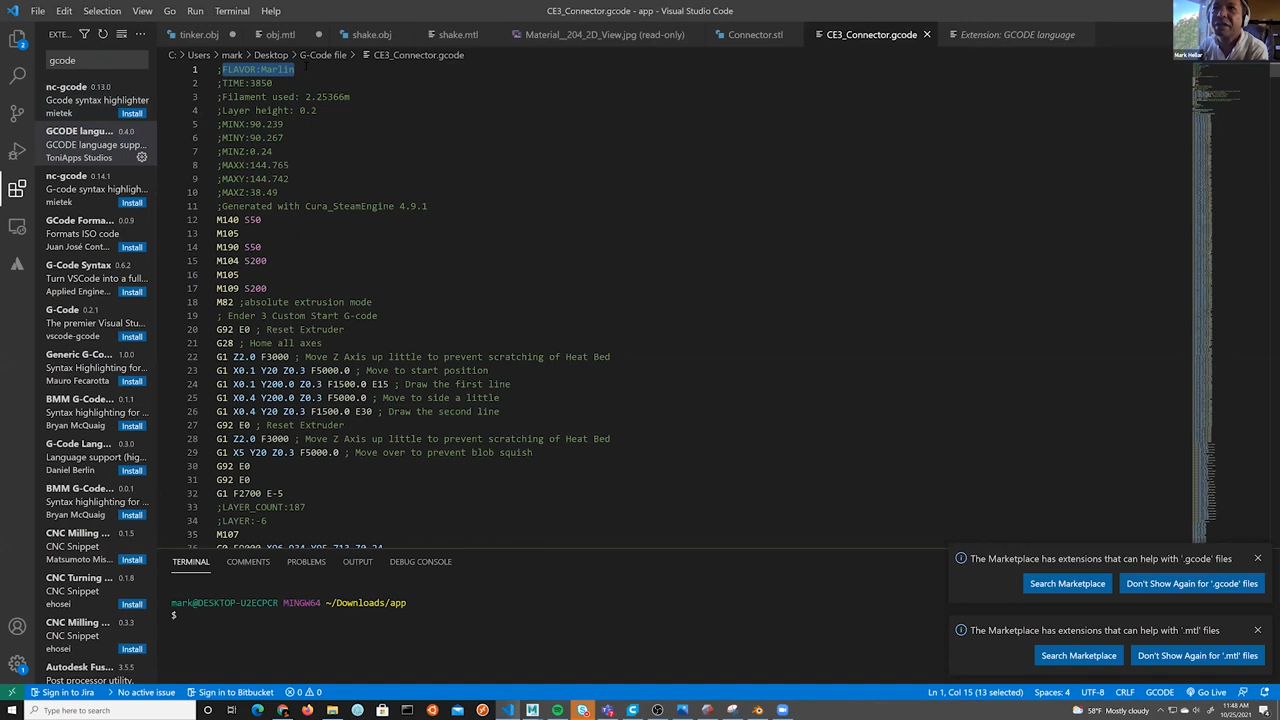 File Edit Selection View Go Run Terminal Help
CE3_Connector.gcode - app - Visual Studio Code
Mark Hellar
EXTE...
tinker.obj
obj.mtl
shake.obj
shake.mtl
Material__204_2D_View.jpg (read-only)
Connector.stl
CE3_Connector.gcode
Extension: GCODE language
C: > Users > mark > Desktop > G-Code file > CE3_Connector.gcode
gcode
nc-gcode 0.13.0
Gcode syntax highlighter
mietek Install
GCODE langu... 0.4.0
GCODE language supp...
ToniApps Studios
nc-gcode 0.14.1
G-code syntax highligh...
mietek Install
GCode Forma... 0.0.9
Formats ISO code
Juan José Cont... Install
G-Code Syntax 0.6.2
Turn VSCode into a full...
Applied Engine... Install
G-Code 0.2.1
The premier Visual Stu...
vscode-gcode Install
Generic G-Co... 1.0.0
Syntax Highlighting for...
Mauro Fecarotta Install
BMM G-Code... 0.1.1
Syntax highlighting for ...
Bryan McQuaig Install
G-Code Lang... 0.3.0
Language support (hig...
Daniel Berlin Install
BMM G-Code... 0.0.1
Syntax highlighting for ...
Bryan McQuaig Install
CNC Milling ... 0.1.5
CNC Snippet
Matsumoto Mis... Install
CNC Turning ... 0.1.8
CNC Snippet
ehosei Install
CNC Milling ... 0.3.3
CNC Snippet
ehosei Install
Autodesk Fus... 3.5.5
Post processor utility,
1 ;FLAVOR:Marlin
2 ;TIME:3850
3 ;Filament used: 2.25366m
4 ;Layer height: 0.2
5 ;MINX:90.239
6 ;MINY:90.267
7 ;MINZ:0.24
8 ;MAXX:144.765
9 ;MAXY:144.742
10 ;MAXZ:38.49
11 ;Generated with Cura_SteamEngine 4.9.1
12 M140 S50
13 M105
14 M190 S50
15 M104 S200
16 M105
17 M109 S200
18 M82 ;absolute extrusion mode
19 ; Ender 3 Custom Start G-code
20 G92 E0 ; Reset Extruder
21 G28 ; Home all axes
22 G1 Z2.0 F3000 ; Move Z Axis up little to prevent scratching of Heat Bed
23 G1 X0.1 Y20 Z0.3 F5000.0 ; Move to start position
24 G1 X0.1 Y200.0 Z0.3 F1500.0 E15 ; Draw the first line
25 G1 X0.4 Y200.0 Z0.3 F5000.0 ; Move to side a little
26 G1 X0.4 Y20 Z0.3 F1500.0 E30 ; Draw the second line
27 G92 E0 ; Reset Extruder
28 G1 Z2.0 F3000 ; Move Z Axis up little to prevent scratching of Heat Bed
29 G1 X5 Y20 Z0.3 F5000.0 ; Move over to prevent blob squish
30 G92 E0
31 G92 E0
32 G1 F2700 E-5
33 ;LAYER_COUNT:187
34 ;LAYER:-6
35 M107
TERMINAL COMMENTS PROBLEMS OUTPUT DEBUG CONSOLE
mark@DESKTOP-U2ECPCR MINGW64 ~/Downloads/app
$
The Marketplace has extensions that can help with '.gcode' files
Search Marketplace
Don't Show Again for '.gcode' files
The Marketplace has extensions that can help with '.mtl' files
Search Marketplace
Don't Show Again for '.mtl' files
Sign in to Jira No active issue Sign in to Bitbucket 0 0 Ln 1, Col 15 (13 selected) Spaces: 4 UTF-8 CRLF GCODE Go Live
Type here to search
58°F Mostly cloudy
11:48 AM
10/25/2021